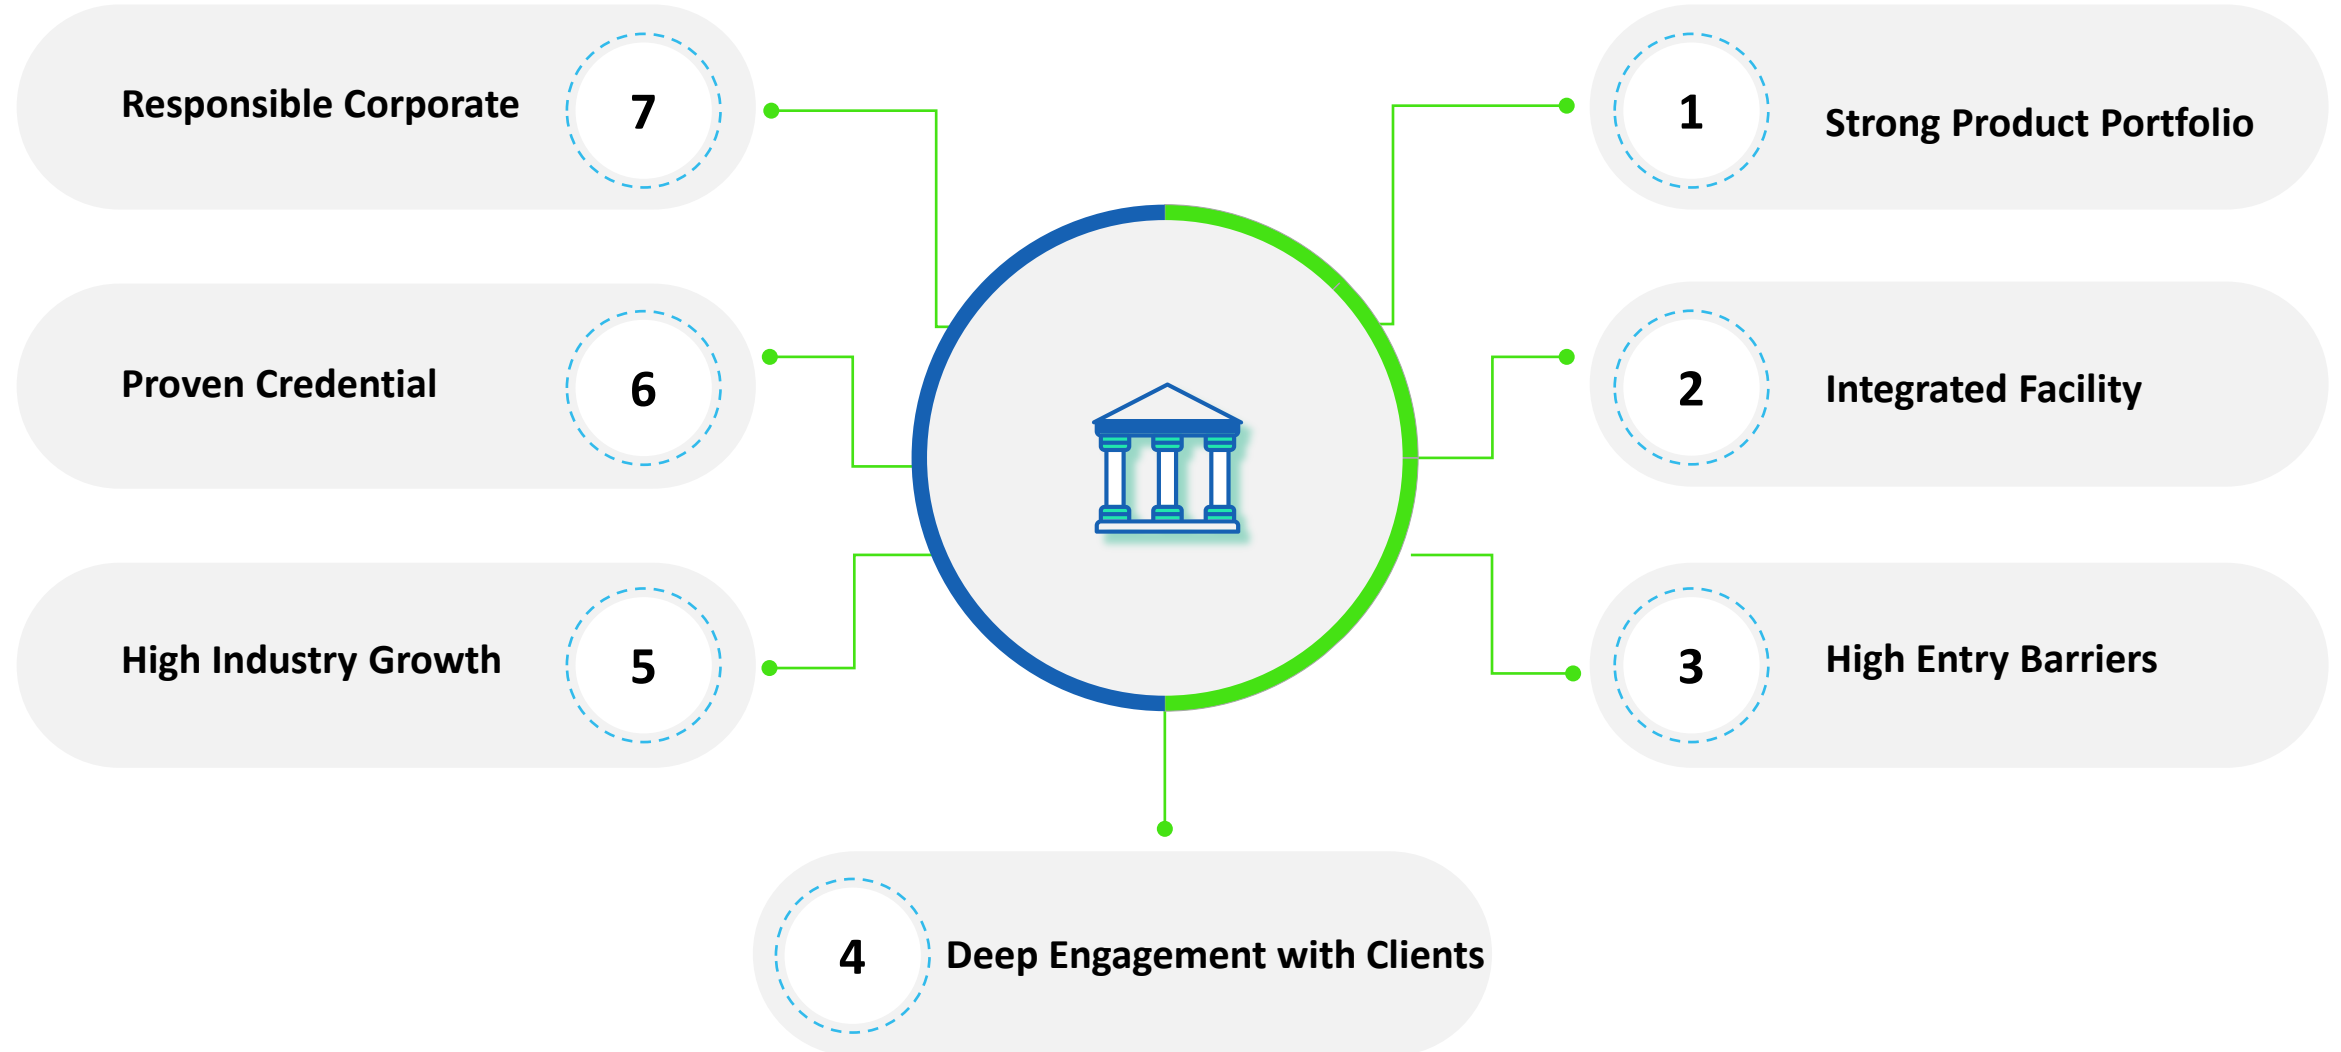 Responsible Corporate
7
1
Strong Product Portfolio
Proven Credential
6
2
Integrated Facility
High Industry Growth
5
3
High Entry Barriers
4
Deep Engagement with Clients